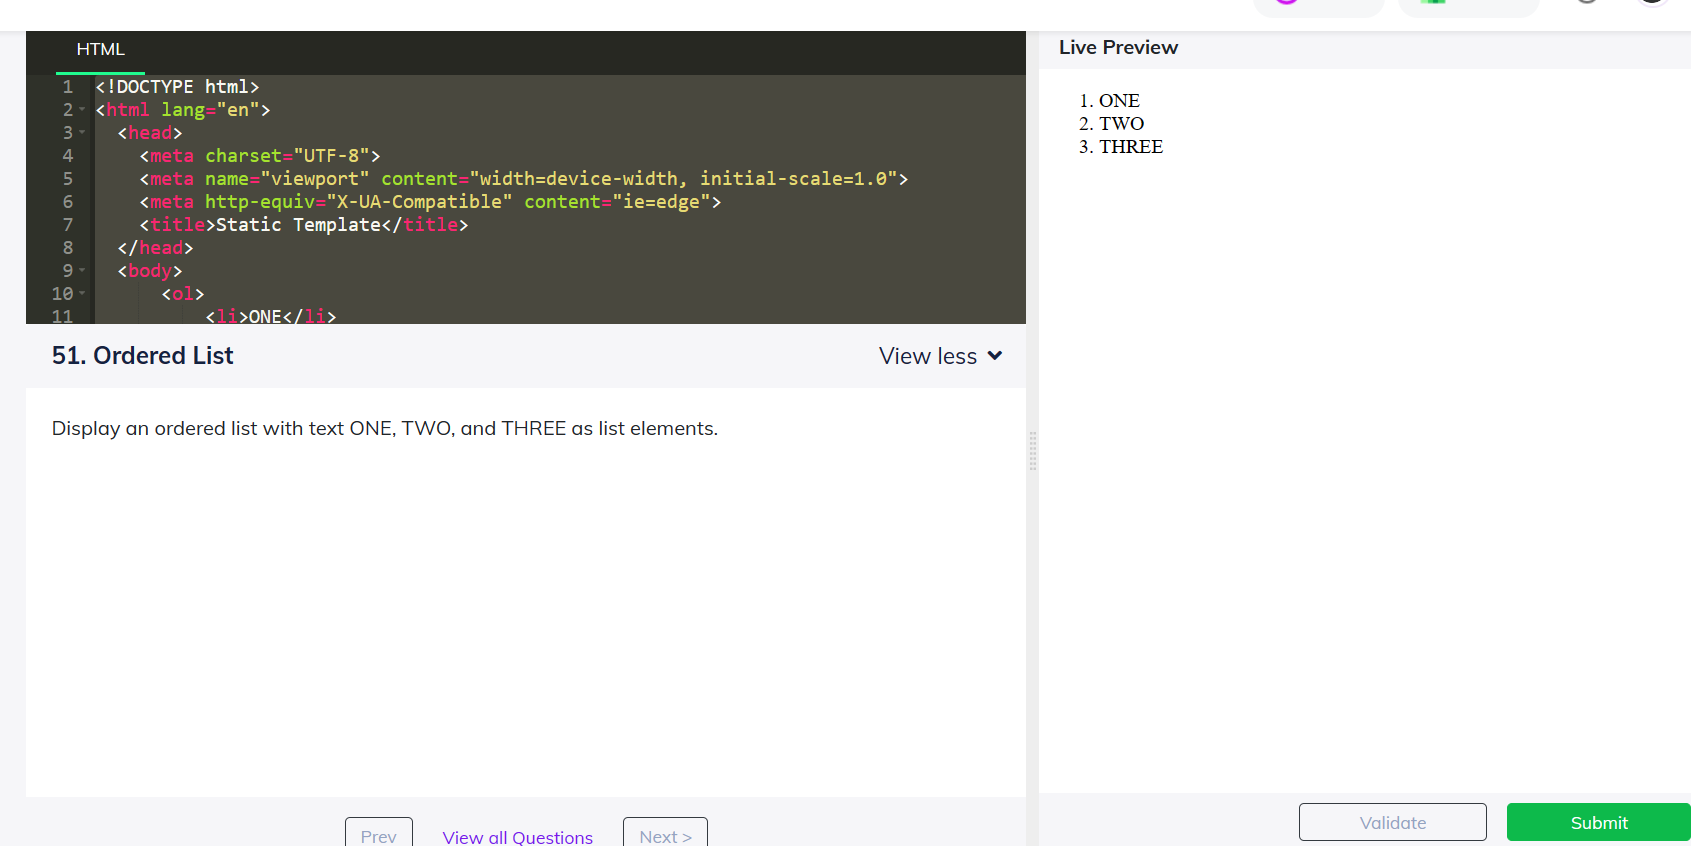 HTML
1 <!DOCTYPE html>
2 <html lang="en">
3 <head>
4 <meta charset="UTF-8">
5 <meta name="viewport" content="width=device-width, initial-scale=1.0">
6 <meta http-equiv="X-UA-Compatible" content="ie=edge">
7 <title>Static Template</title>
8 </head>
9 <body>
10 <ol>
11 <li>ONE</li>
51. Ordered List
View less
Display an ordered list with text ONE, TWO, and THREE as list elements.
Prev
View all Questions
Next >
Live Preview
1. ONE
2. TWO
3. THREE
Validate
Submit